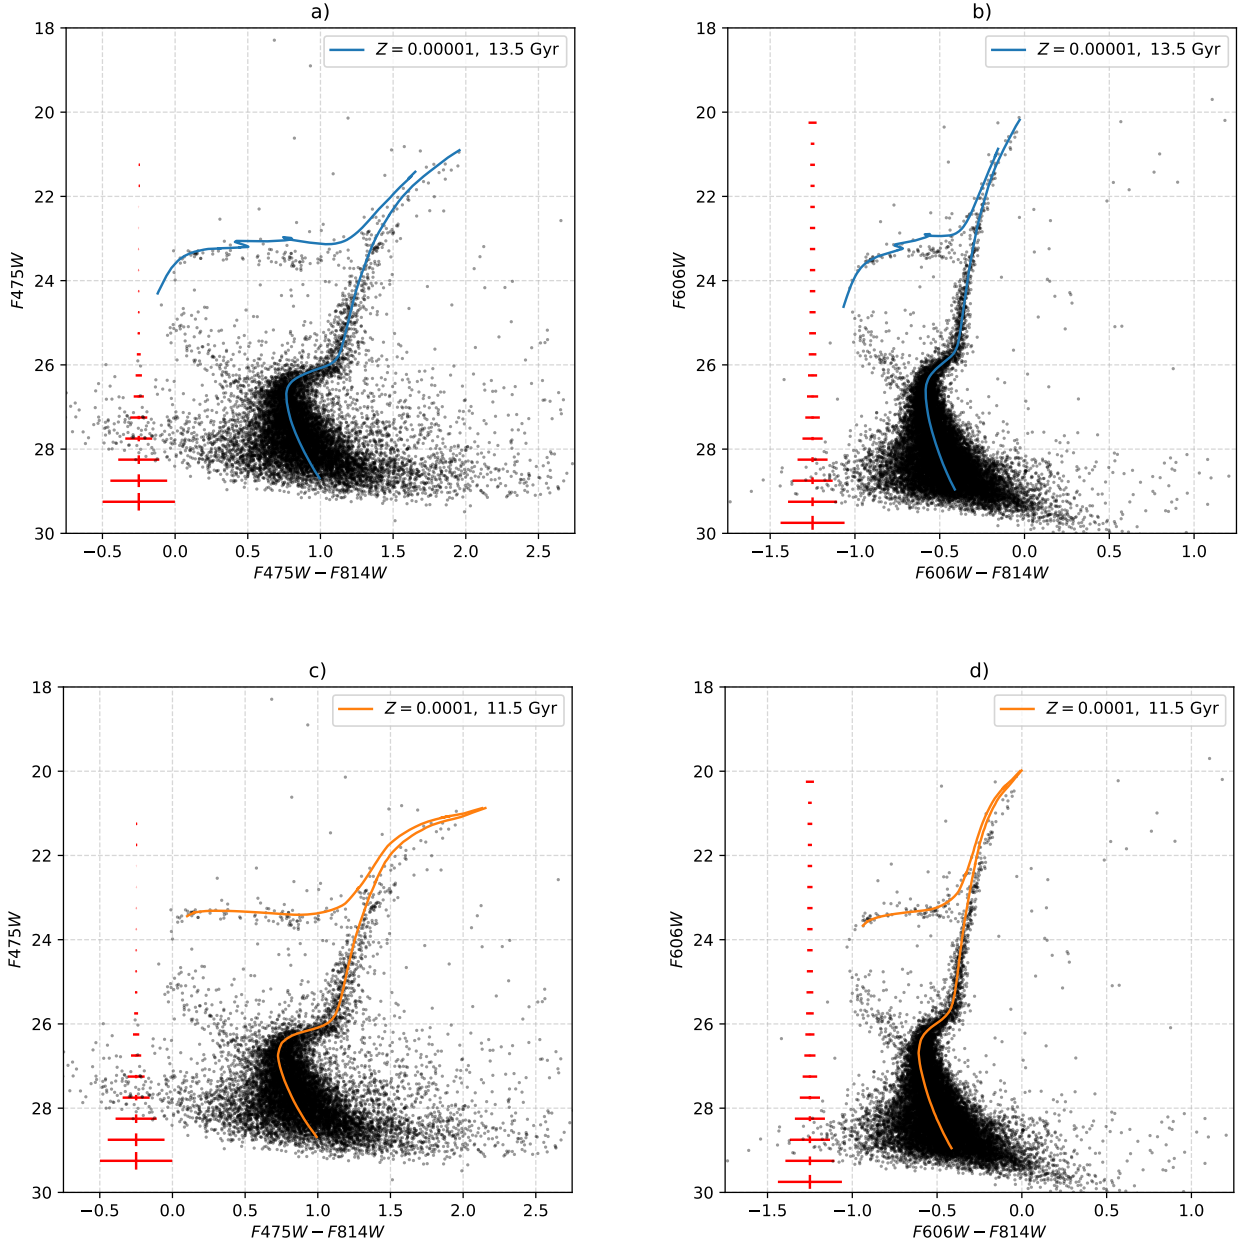 a)
18
20
22
24
26
28
30
F475W
−0.5 0.0 0.5 1.0 1.5 2.0 2.5
F475W − F814W
Z = 0.00001, 13.5 Gyr
b)
18
20
22
24
26
28
30
F606W
−1.5 −1.0 −0.5 0.0 0.5 1.0
F606W − F814W
Z = 0.00001, 13.5 Gyr
c)
18
20
22
24
26
28
30
F475W
−0.5 0.0 0.5 1.0 1.5 2.0 2.5
F475W − F814W
Z = 0.0001, 11.5 Gyr
d)
18
20
22
24
26
28
30
F606W
−1.5 −1.0 −0.5 0.0 0.5 1.0
F606W − F814W
Z = 0.0001, 11.5 Gyr